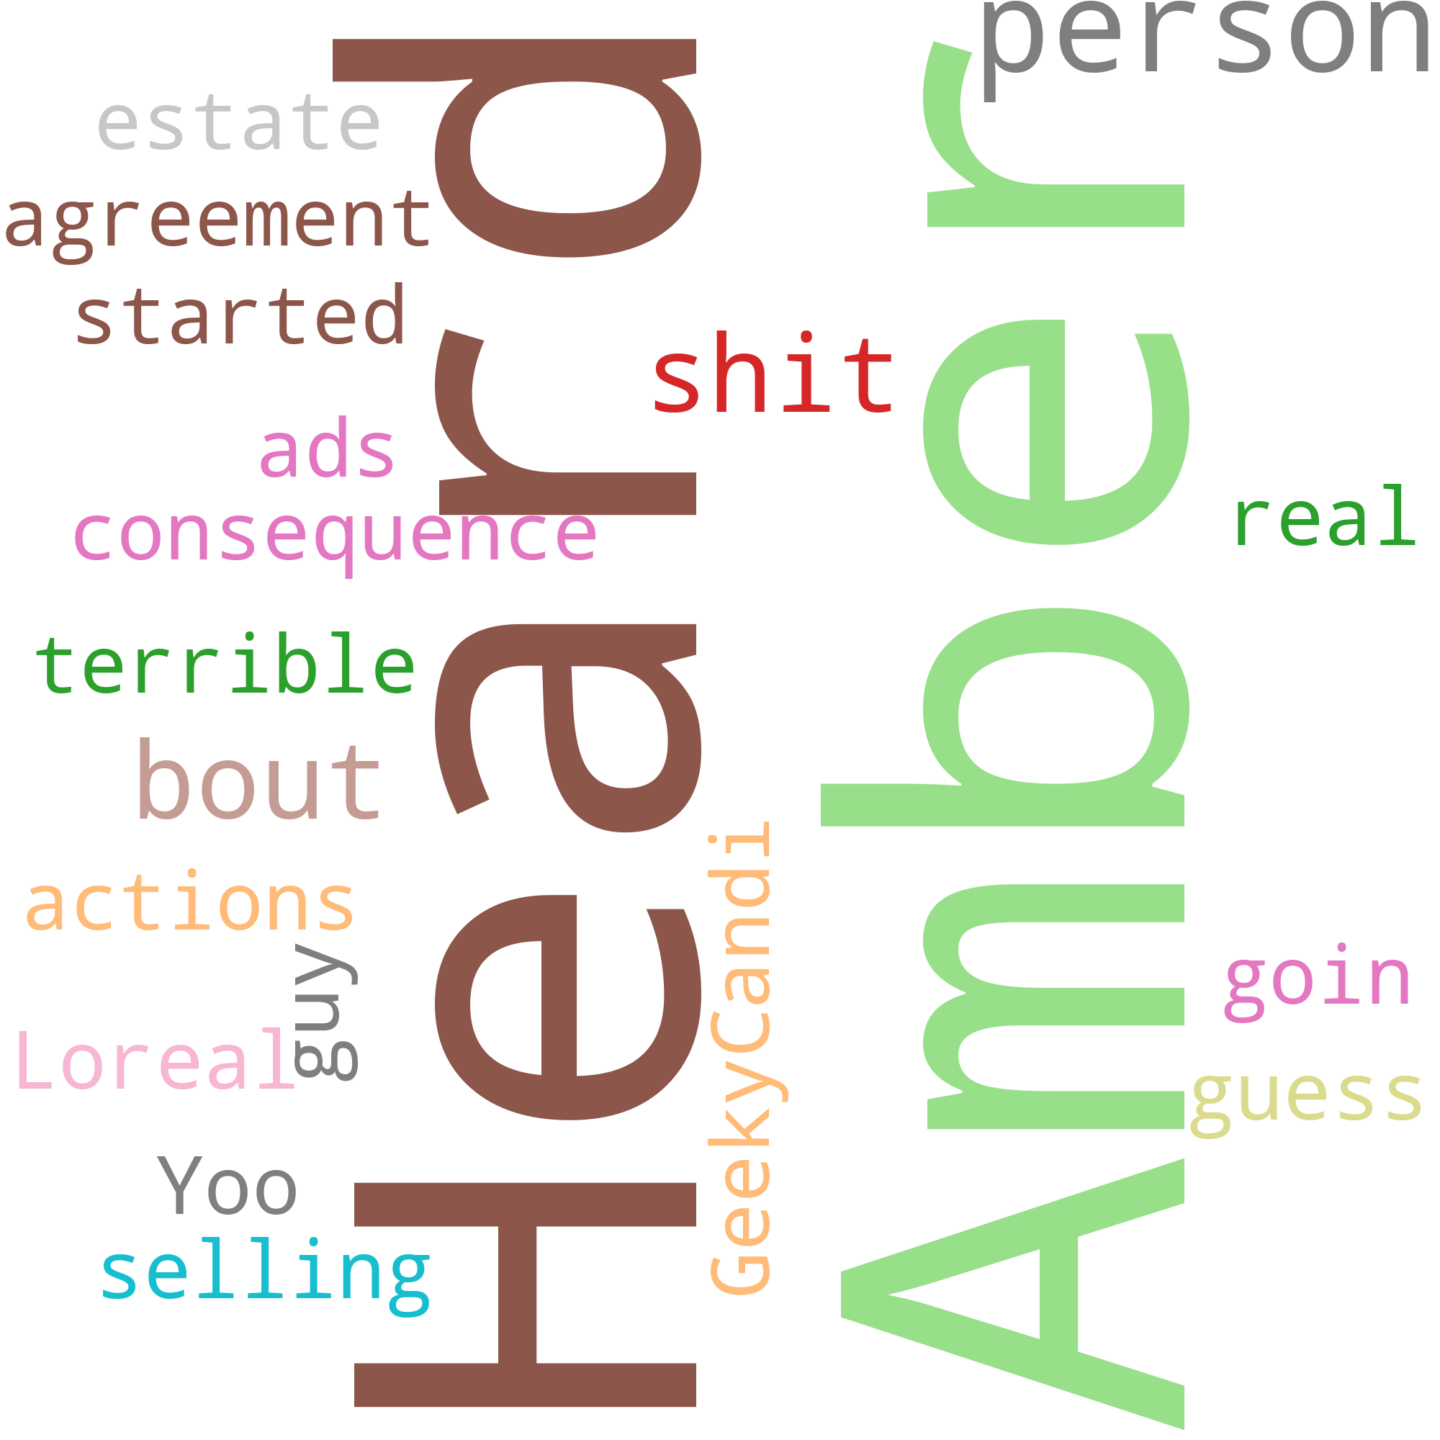 person
estate
agreement
started
shit
ads
real
consequence
terrible
bout
actions
guy
goin
Loreal
guess
Yoo
selling
Heard
GeekyCandi
Amber